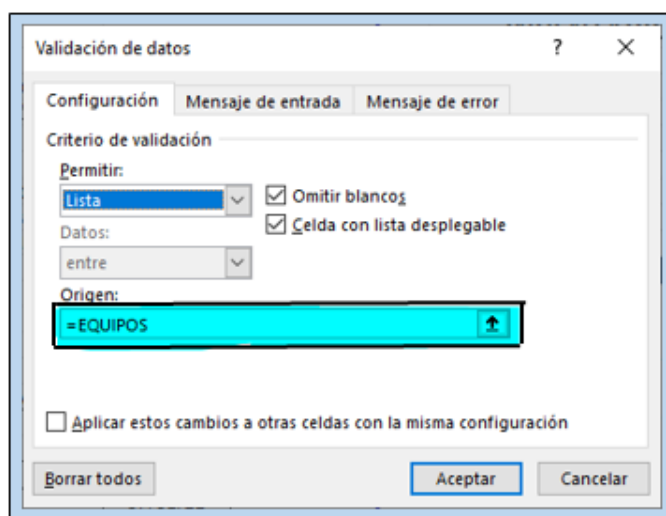 Validación de datos ? X
Configuración Mensaje de entrada Mensaje de error
Criterio de validación
Permitir:
Lista Omitir blancos
Celda con lista desplegable
Datos:
entre
Origen:
=EQUIPOS
Aplicar estos cambios a otras celdas con la misma configuración
Borrar todos Aceptar Cancelar